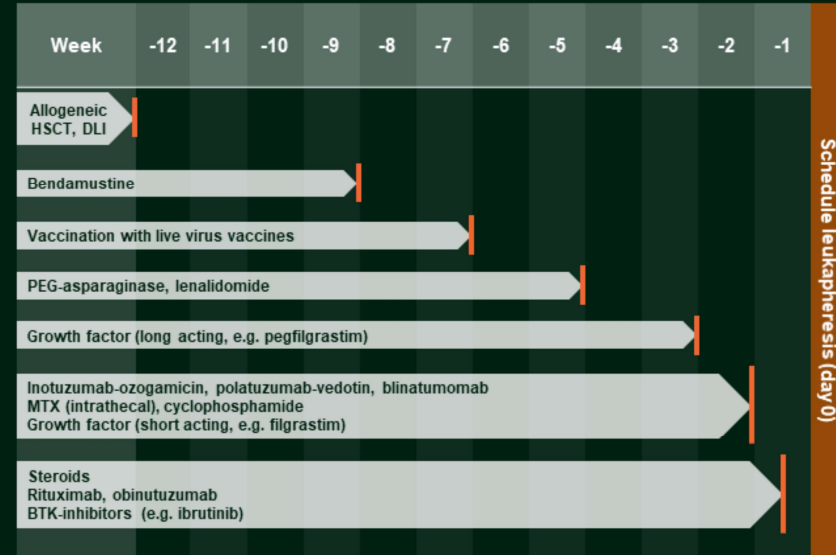 Week -12 -11 -10 -9 -8 -7 -6 -5 -4 -3 -2 -1
Allogeneic
HSCT, DLI
Bendamustine
Vaccination with live virus vaccines
PEG-asparaginase, lenalidomide
Growth factor (long acting, e.g. pegfilgrastim)
Inotuzumab-ozogamicin, polatuzumab-vedotin, blinatumomab
MTX (intrathecal), cyclophosphamide
Growth factor (short acting, e.g. filgrastim)
Steroids
Rituximab, obinutuzumab
BTK-inhibitors (e.g. ibrutinib)
Schedule leukapheresis (day 0)